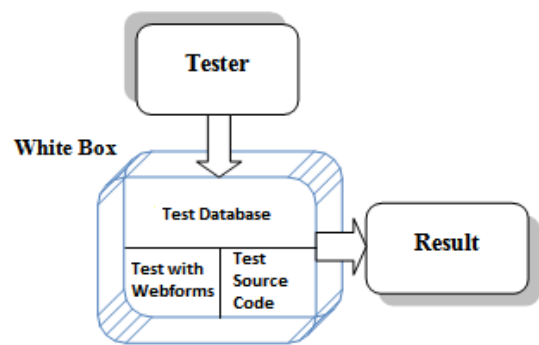 Tester
White Box
Test Database
Test with
Webforms
Test
Source
Code
Result